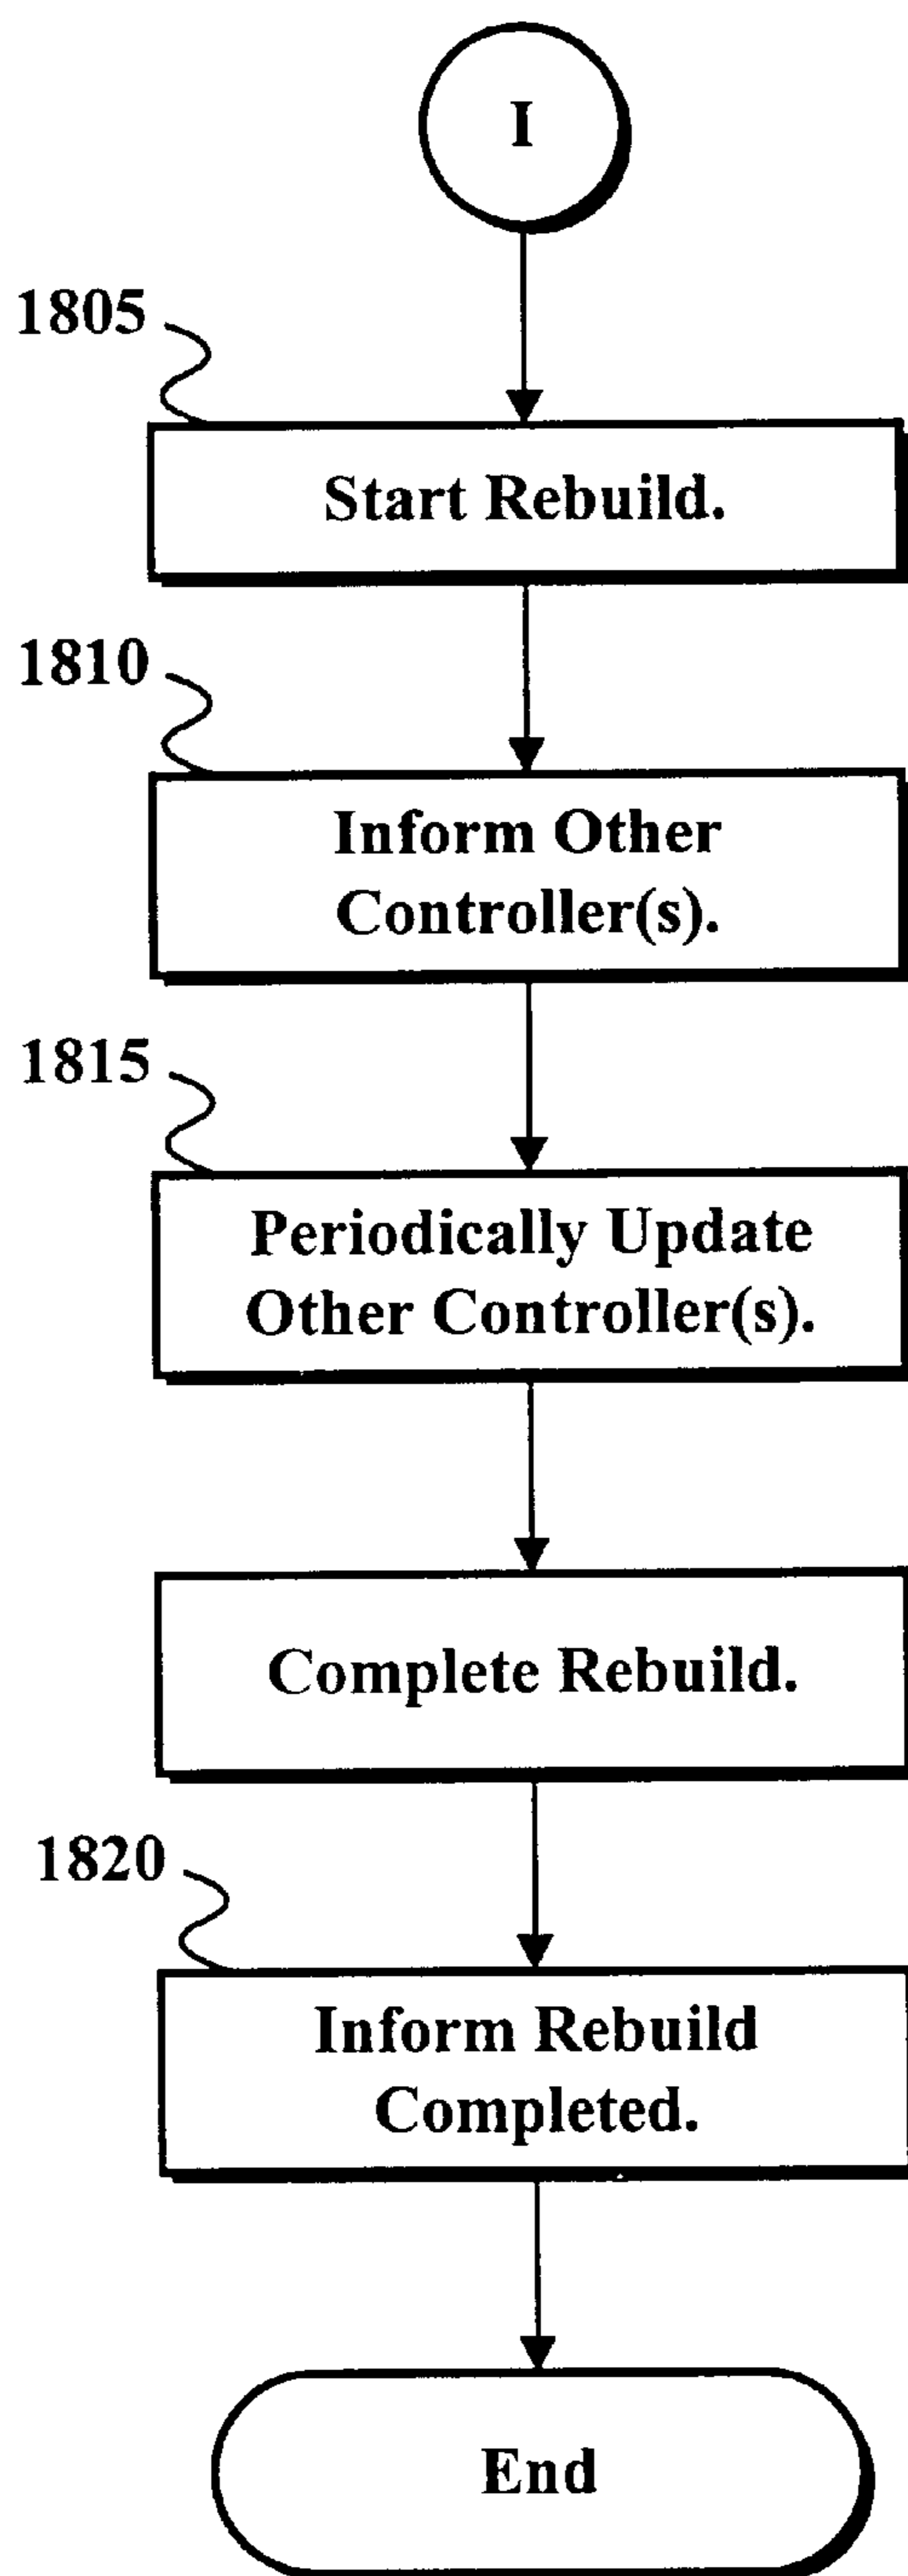 I
1805
Start Rebuild.
1810
Inform Other
Controller(s).
1815
Periodically Update
Other Controller(s).
Complete Rebuild.
1820
Inform Rebuild
Completed.
End